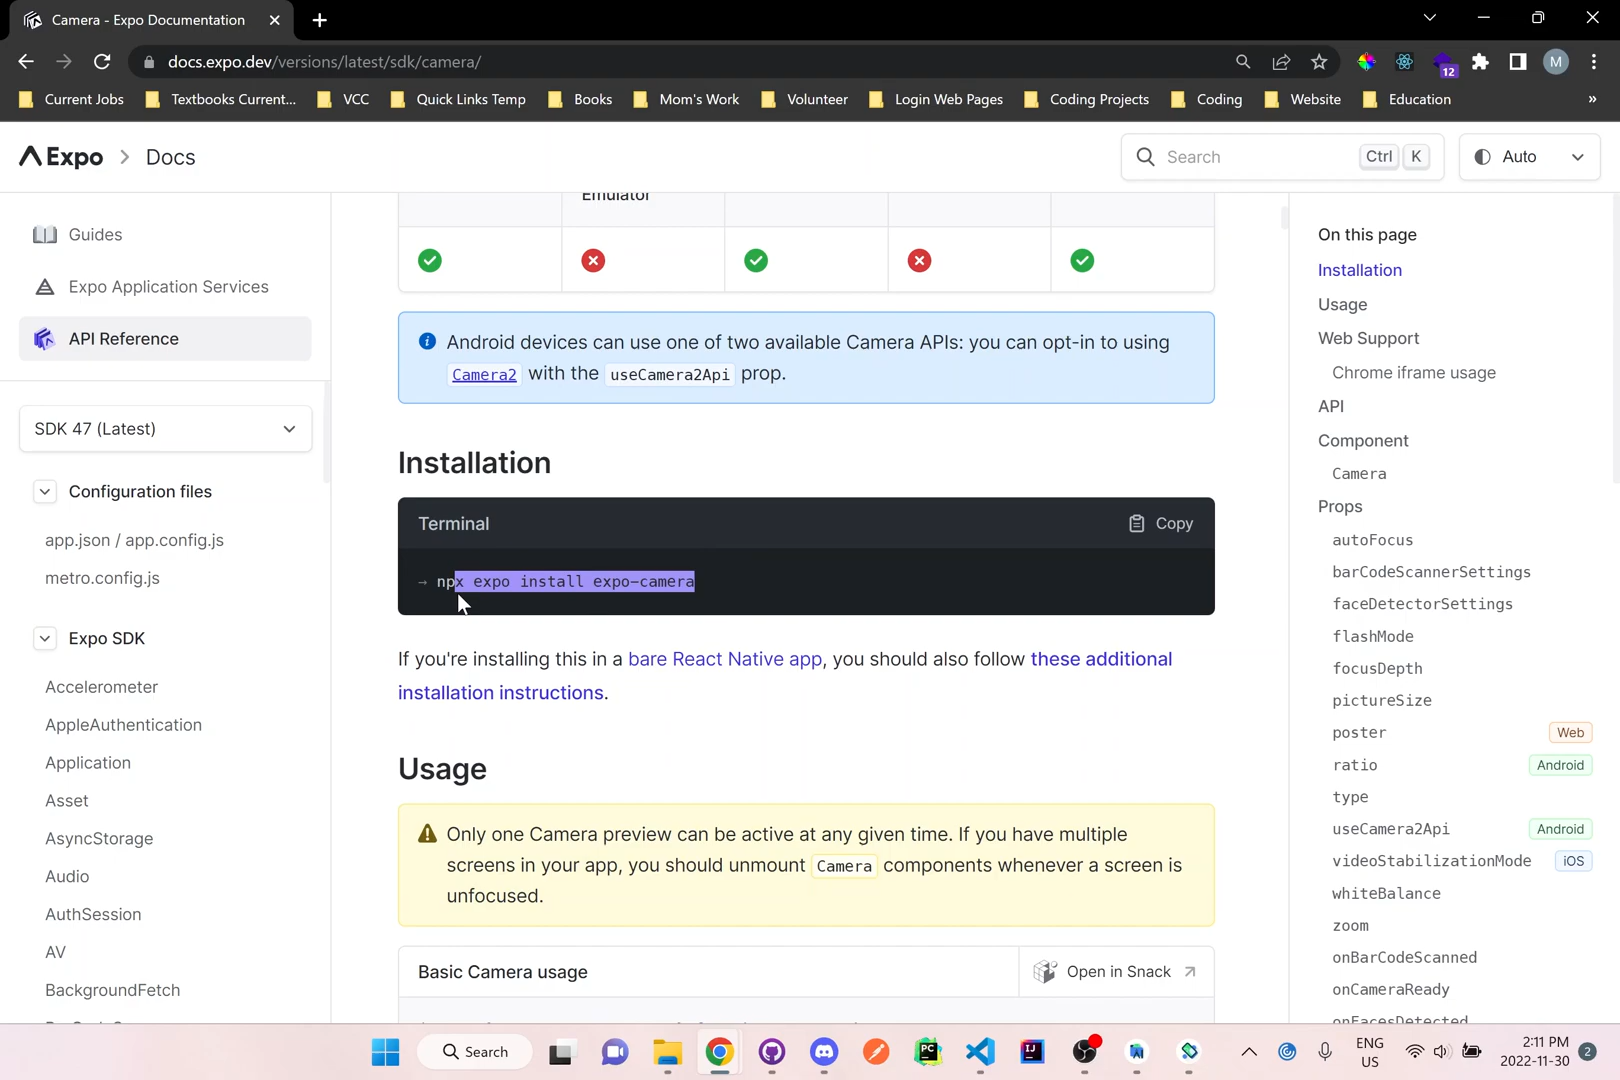 Camera - Expo Documentation
docs.expo.dev/versions/latest/sdk/camera/
12
M
Current Jobs
Textbooks Current...
VCC
Quick Links Temp
Books
Mom's Work
Volunteer
Login Web Pages
Coding Projects
Coding
Website
Education
»
Expo
Docs
Search
Ctrl
K
Auto
Guides
Expo Application Services
API Reference
SDK 47 (Latest)
Configuration files
app.json / app.config.js
metro.config.js
Expo SDK
Accelerometer
AppleAuthentication
Application
Asset
AsyncStorage
Audio
AuthSession
AV
BackgroundFetch
Emulator
Android devices can use one of two available Camera APIs: you can opt-in to using
Camera2 with the useCamera2Api prop.
Installation
Terminal
Copy
→ npx expo install expo-camera
If you're installing this in a bare React Native app, you should also follow these additional
installation instructions.
Usage
Only one Camera preview can be active at any given time. If you have multiple
screens in your app, you should unmount Camera components whenever a screen is
unfocused.
Basic Camera usage
Open in Snack
On this page
Installation
Usage
Web Support
Chrome iframe usage
API
Component
Camera
Props
autoFocus
barCodeScannerSettings
faceDetectorSettings
flashMode
focusDepth
pictureSize
poster
Web
ratio
Android
type
useCamera2Api
Android
videoStabilizationMode
iOS
whiteBalance
zoom
onBarCodeScanned
onCameraReady
onFacesDetected
Search
PC
IJ
ENG
US
2:11 PM
2022-11-30
2